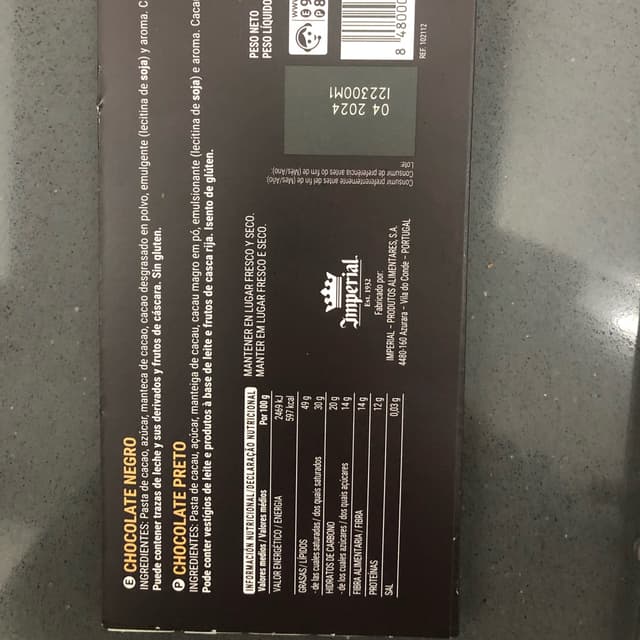 E CHOCOLATE NEGRO
INGREDIENTES: Pasta de cacao, azúcar, manteca de cacao, cacao desgrasado en polvo, emulgente (lecitina de soja) y aroma. C
Puede contener trazas de leche y sus derivados y frutos de cáscara. Sin gluten.
P CHOCOLATE PRETO
INGREDIENTES: Pasta de cacau, açúcar, manteiga de cacau, cacau magro em pó, emulsionante (lecitina de soja) e aroma. Cacau
Pode conter vestígios de leite e produtos à base de leite e frutos de casca rija. Isento de glúten.
INFORMACIÓN NUTRICIONAL/DECLARAÇÃO NUTRICIONAL
Valores medios / Valores médios Por 100 g
VALOR ENERGÉTICO / ENERGIA 2469 kJ
597 kcal
GRASAS / LÍPIDOS 49 g
- de las cuales saturadas / dos quais saturados 30 g
HIDRATOS DE CARBONO 20 g
- de los cuales azúcares / dos quais açúcares 14 g
FIBRA ALIMENTARIA / FIBRA 14 g
PROTEÍNAS 12 g
SAL 0,03 g
MANTENER EN LUGAR FRESCO Y SECO.
MANTER EM LUGAR FRESCO E SECO.
Imperial
Est. 1932
Fabricado por:
IMPERIAL – PRODUTOS ALIMENTARES, S.A.
4480-160 Azurara - Vila do Conde – PORTUGAL
PESO NETO
PESO LÍQUIDO
www
Consumir preferentemente antes del fin de (Mes/Año):
Consumir de preferência antes do fim de (Mês/Ano):
Lote:
04 2024
I22300M1
8 48000
REF. 102112